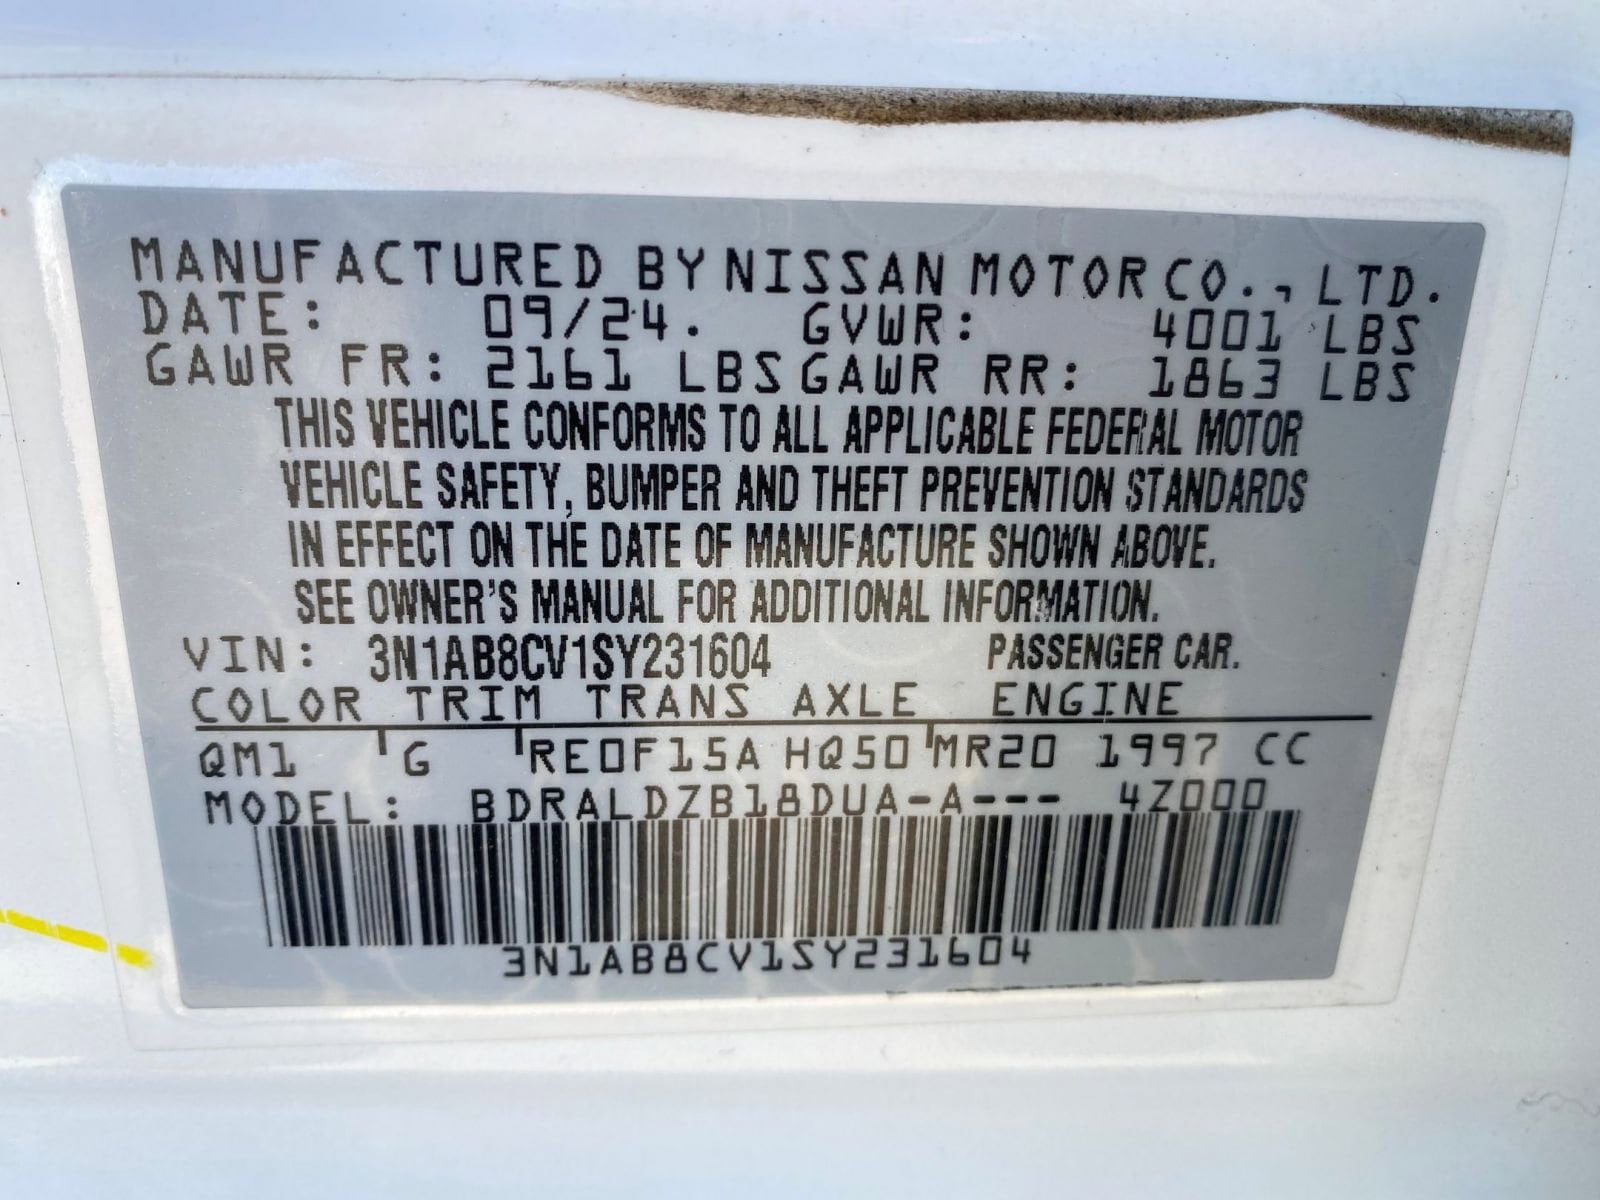 MANUFACTURED BY NISSAN MOTOR CO., LTD.
DATE: 09/24. GVWR: 4001 LBS
GAWR FR: 2161 LBS GAWR RR: 1863 LBS
THIS VEHICLE CONFORMS TO ALL APPLICABLE FEDERAL MOTOR
VEHICLE SAFETY, BUMPER AND THEFT PREVENTION STANDARDS
IN EFFECT ON THE DATE OF MANUFACTURE SHOWN ABOVE.
SEE OWNER'S MANUAL FOR ADDITIONAL INFORMATION.
VIN: 3N1AB8CV1SY231604 PASSENGER CAR.
COLOR TRIM TRANS AXLE ENGINE
QM1 G RE0F15A HQ50 MR20 1997 CC
MODEL: BDRALDZB18DUA-A--- 4Z000
3N1AB8CV1SY231604